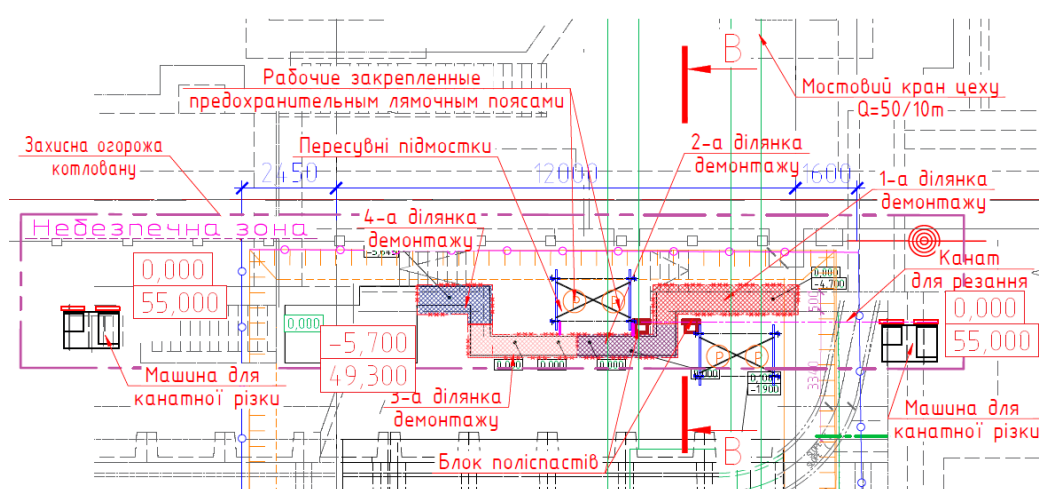 В
Рабочие закрепленные
предохранительным лямочным поясами
Мостовий кран цеху
Q=50/10т
Захисна огорожа
котловану
Пересувні підмостки
2-а ділянка
демонтажу
2450
12000
1600
1-а ділянка
демонтажу
Небезпечна зона
4-а ділянка
демонтажу
0,000
55,000
0,000
-4,700
Канат
для резання
0,000
55,000
500
0,000
-5,700
49,300
Р
Р
Р
Р
0,000
0,000
0,000
-1,900
3340
Машина для
канатної різки
3-а ділянка
демонтажу
Машина для
канатної різки
Блок поліспастів
В